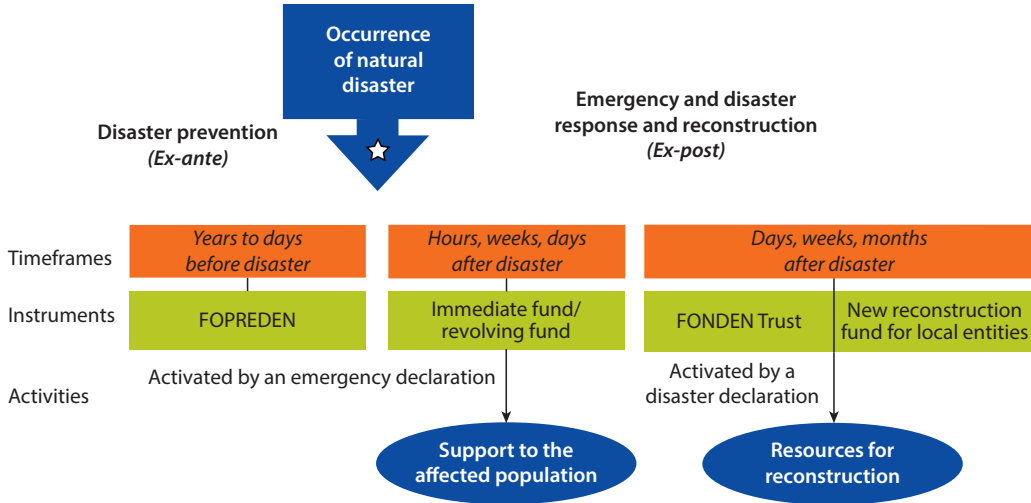 Occurrence
of natural
disaster
Disaster prevention
(Ex-ante)
Emergency and disaster
response and reconstruction
(Ex-post)
Timeframes
Years to days
before disaster
Hours, weeks, days
after disaster
Days, weeks, months
after disaster
Instruments
FOPREDEN
Immediate fund/
revolving fund
FONDEN Trust
New reconstruction
fund for local entities
Activities
Activated by an emergency declaration
Activated by a
disaster declaration
Support to the
affected population
Resources for
reconstruction